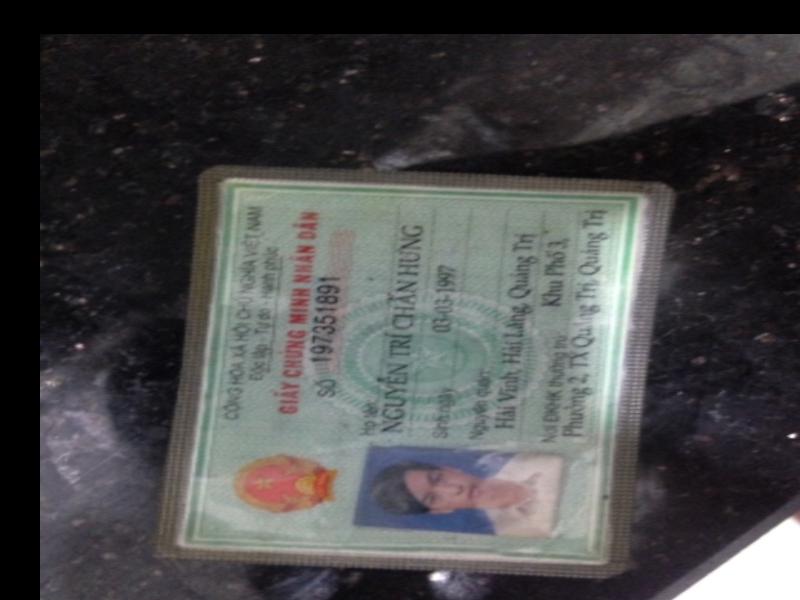 CỘNG HÒA XÃ HỘI CHỦ NGHĨA VIỆT NAM
Độc lập - Tự do - Hạnh phúc
GIẤY CHỨNG MINH NHÂN DÂN
SỐ 197351891
Họ tên:
NGUYỄN TRÍ CHẤN HƯNG
Sinh ngày 03-03-1997
Nguyên quán:
Hải Vĩnh, Hải Lăng, Quảng Trị
Nơi ĐKHK thường trú Khu Phố 3,
Phường 2, TX Quảng Trị, Quảng Trị